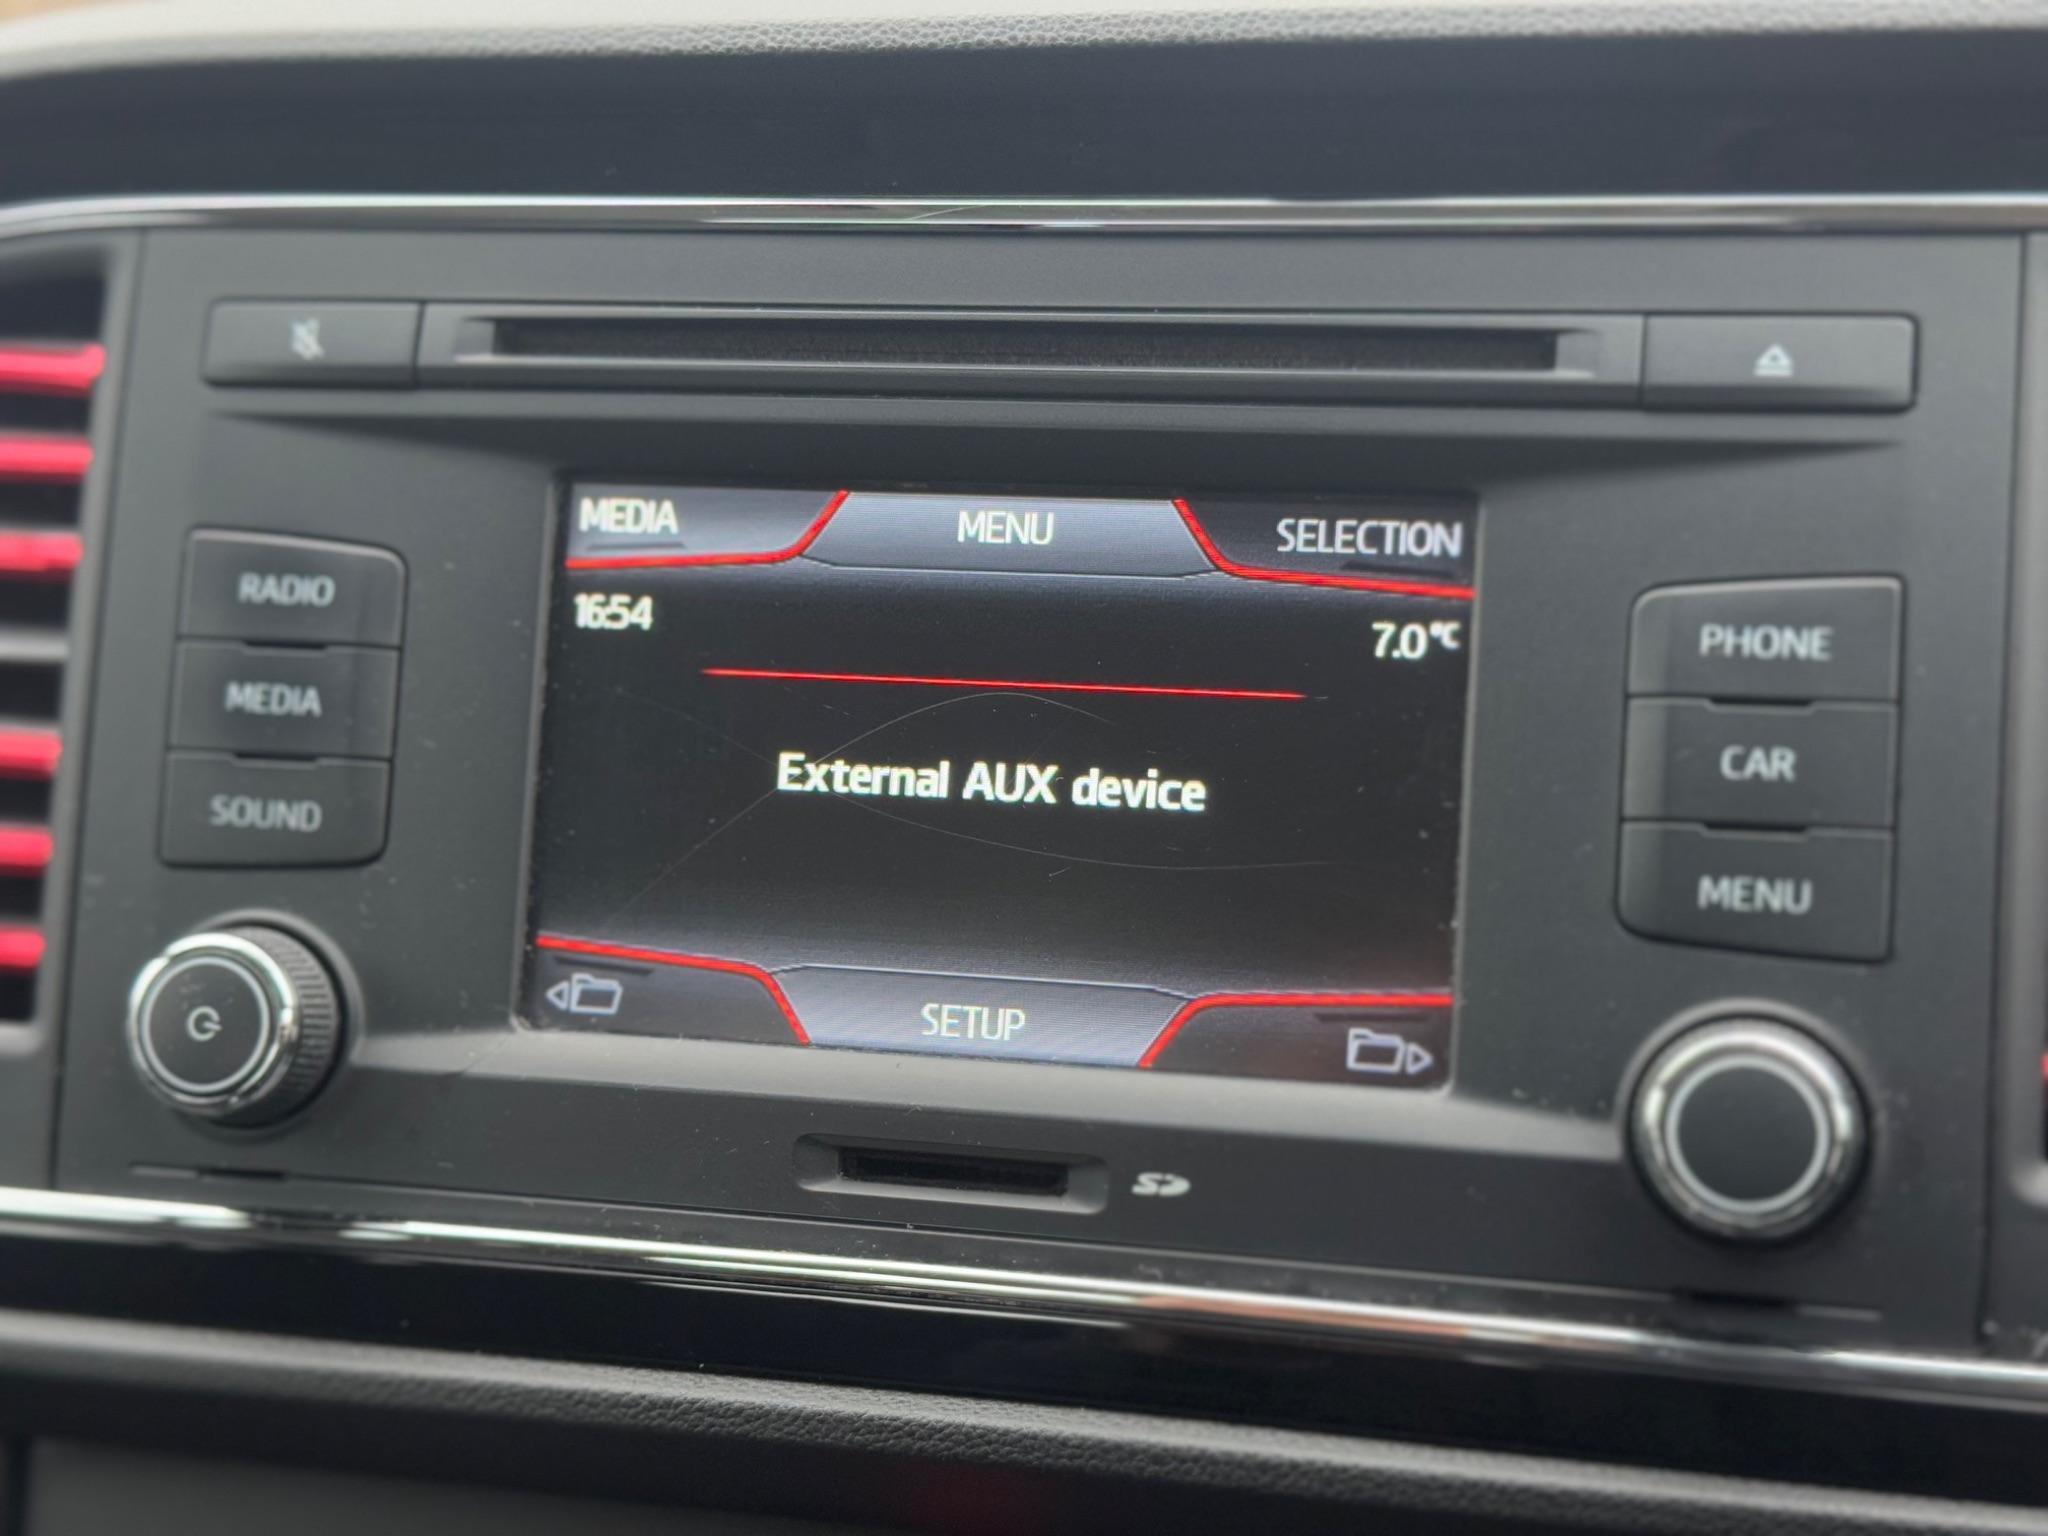 MEDIA
MENU
SELECTION
16:54
7.0°C
External AUX device
SETUP
RADIO
MEDIA
SOUND
PHONE
CAR
MENU
SD